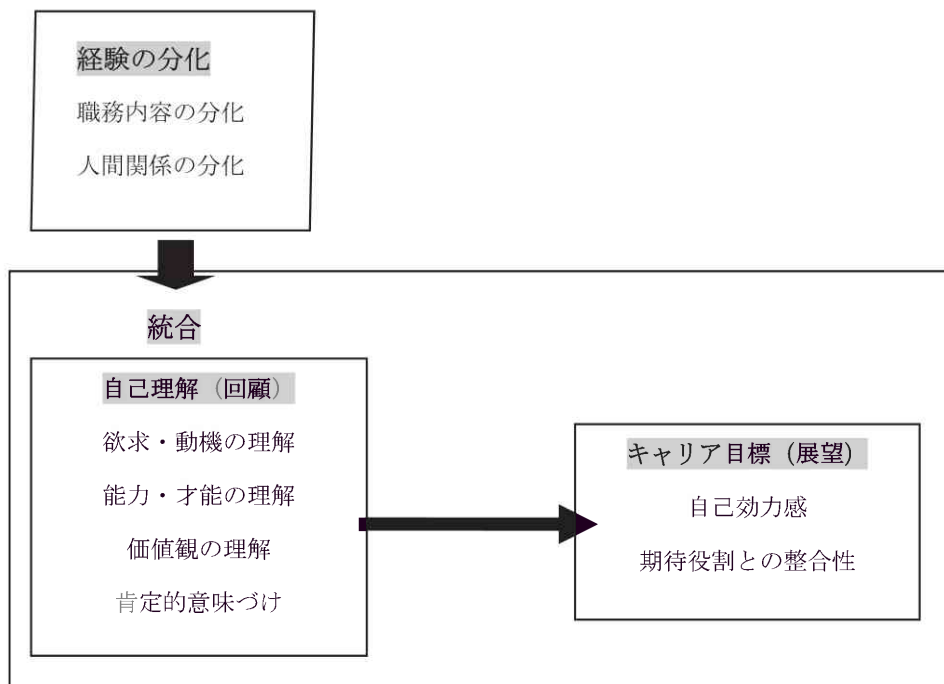 経験の分化
職務内容の分化
人間関係の分化
統合
自己理解（回顧）
欲求・動機の理解
能力・才能の理解
価値観の理解
肯定的意味づけ
キャリア目標（展望）
自己効力感
期待役割との整合性